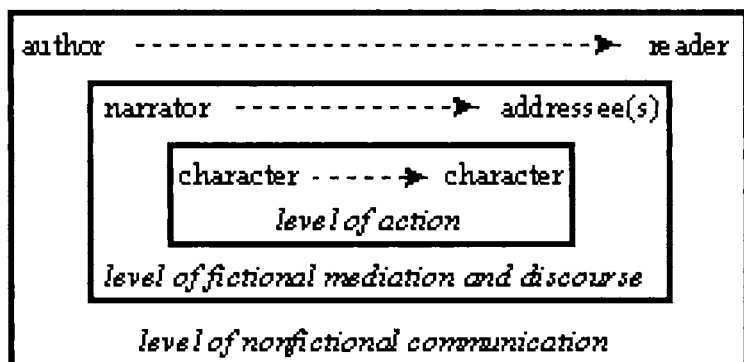 author reader
narrator addressee(s)
character character
level of action
level of fictional mediation and discourse
level of nonfictional communication